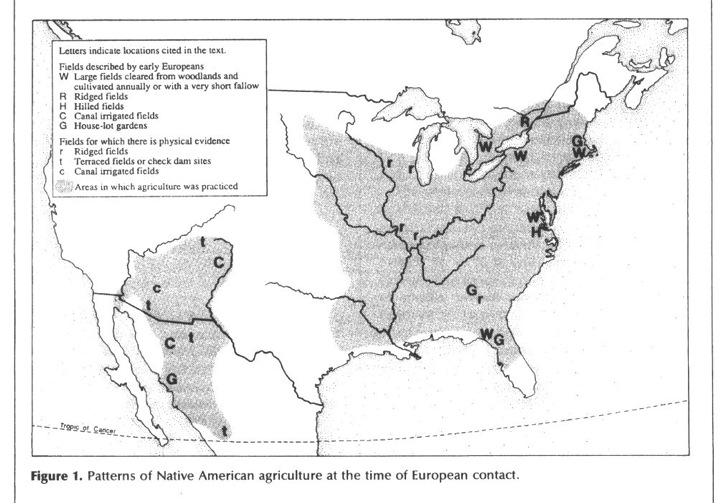 Letters indicate locations cited in the text.
Fields described by early Europeans
W Large fields cleared from woodlands and
cultivated annually or with a very short fallow
R Ridged fields
H Hilled fields
C Canal irrigated fields
G House-lot gardens
Fields for which there is physical evidence
r Ridged fields
t Terraced fields or check dam sites
c Canal irrigated fields
Areas in which agriculture was practiced
R
W
W
G
W
r
r
W
H
r
r
t
C
c
t
G
r
C
t
W
G
G
t
Tropic of Cancer
Figure 1. Patterns of Native American agriculture at the time of European contact.